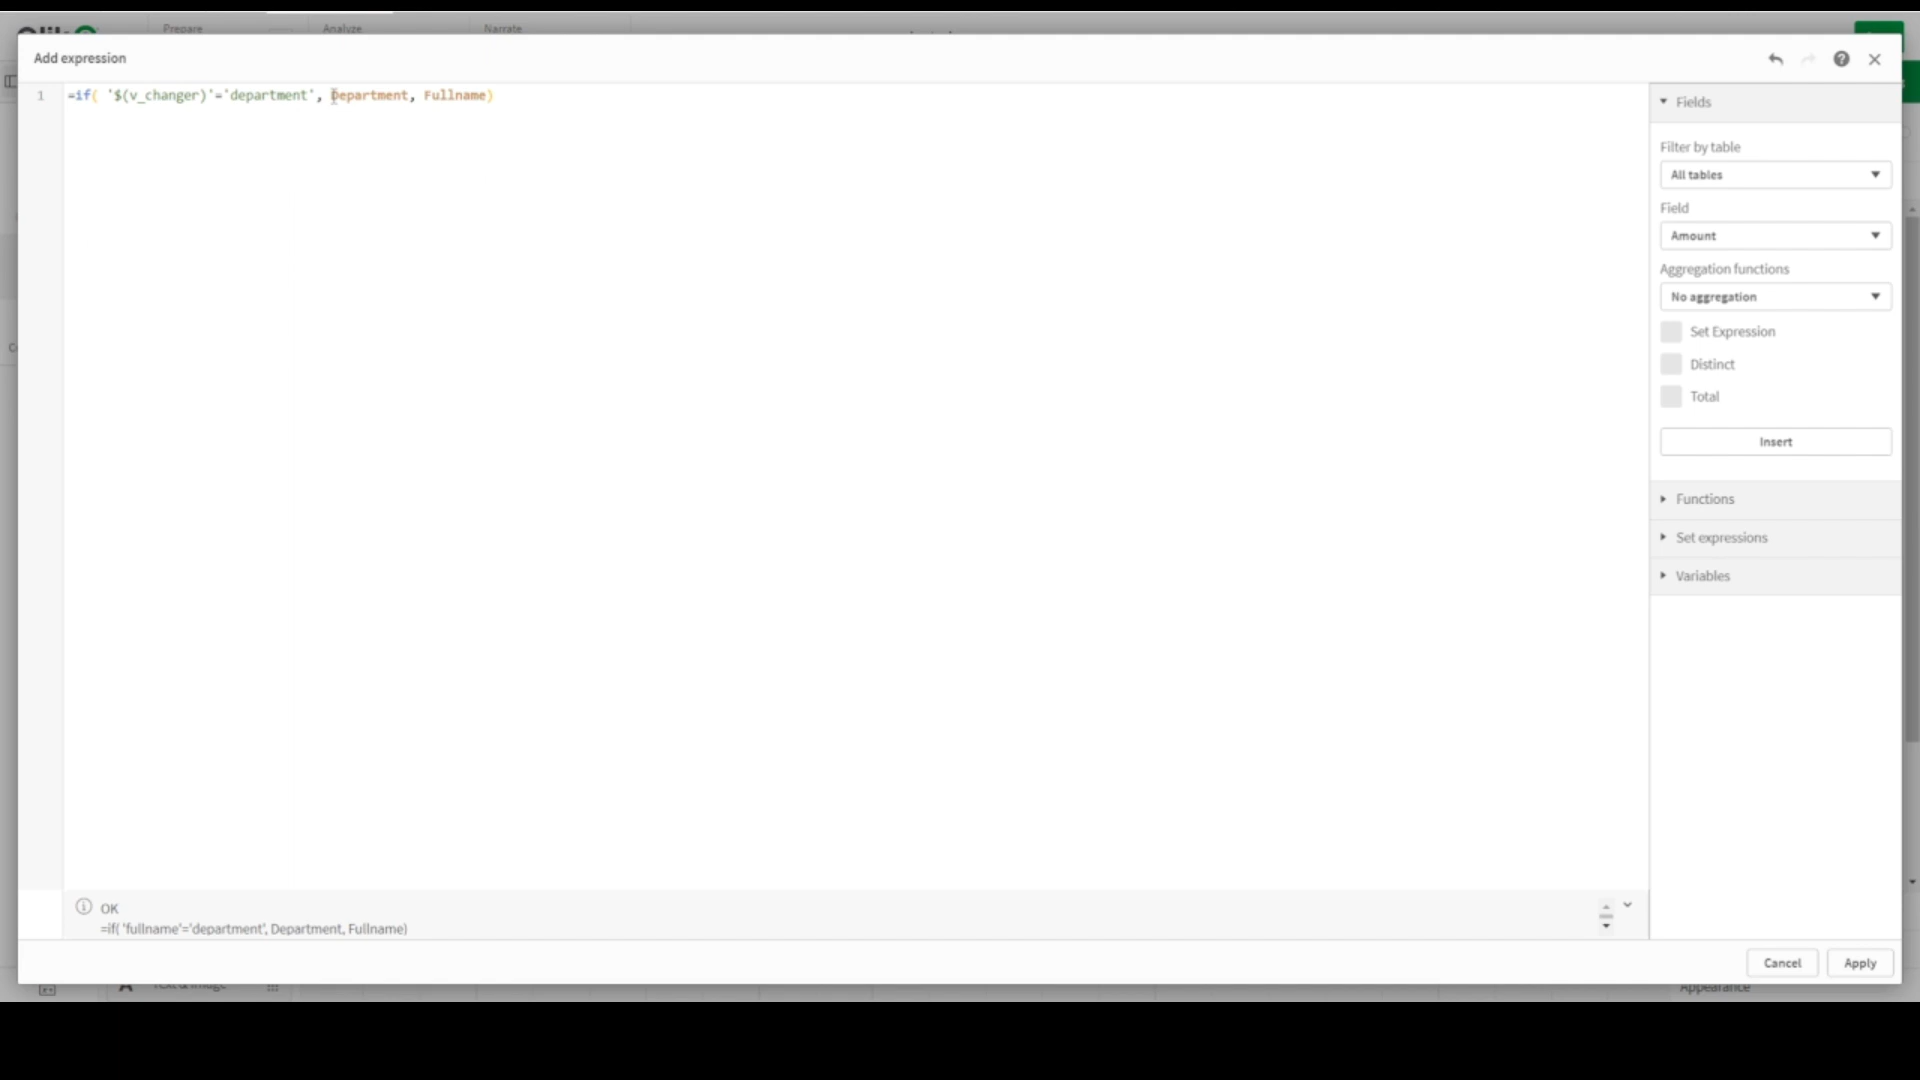 Prepare
Analyze
Narrate
Add expression
1 =if( '$(v_changer)'='department', Department, Fullname)
Fields
Filter by table
All tables
Field
Amount
Aggregation functions
No aggregation
Set Expression
Distinct
Total
Insert
Functions
Set expressions
Variables
OK
=if( 'fullname'='department', Department, Fullname)
Cancel
Apply
Text & image
Appearance